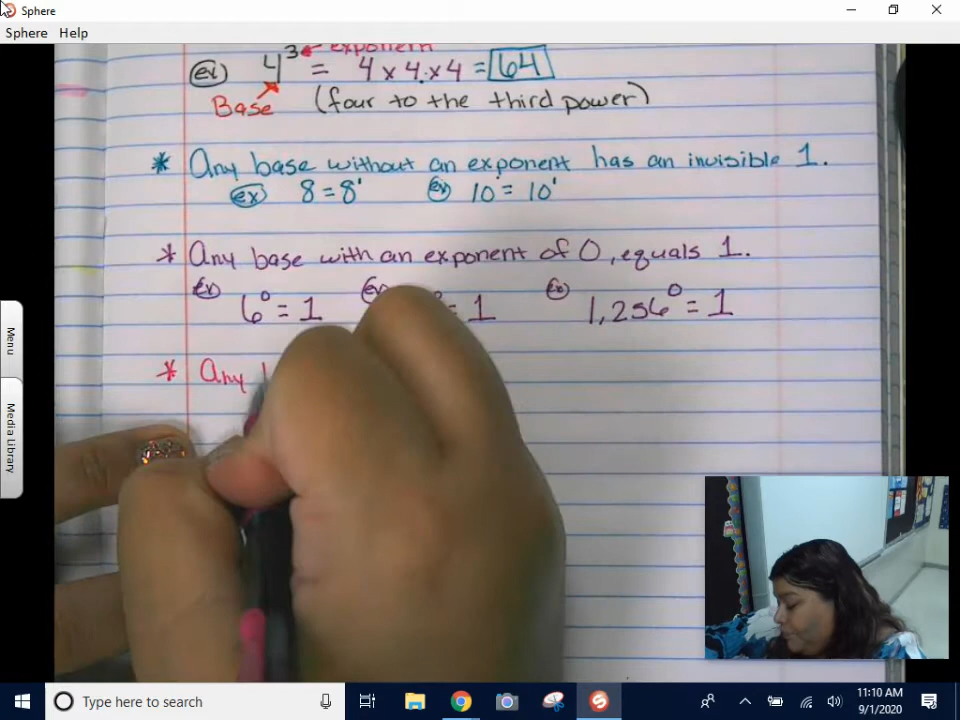 Sphere
Sphere Help
exponent
ex 4³ = 4 x 4 x 4 = 64
Base (four to the third power)
* Any base without an exponent has an invisible 1.
ex 8 = 8¹ ex 10 = 10¹
* Any base with an exponent of 0, equals 1.
ex 6⁰ = 1 ex ⁰ = 1 ex 1,256⁰ = 1
* Any
Menu
Media Library
Type here to search
11:10 AM
9/1/2020